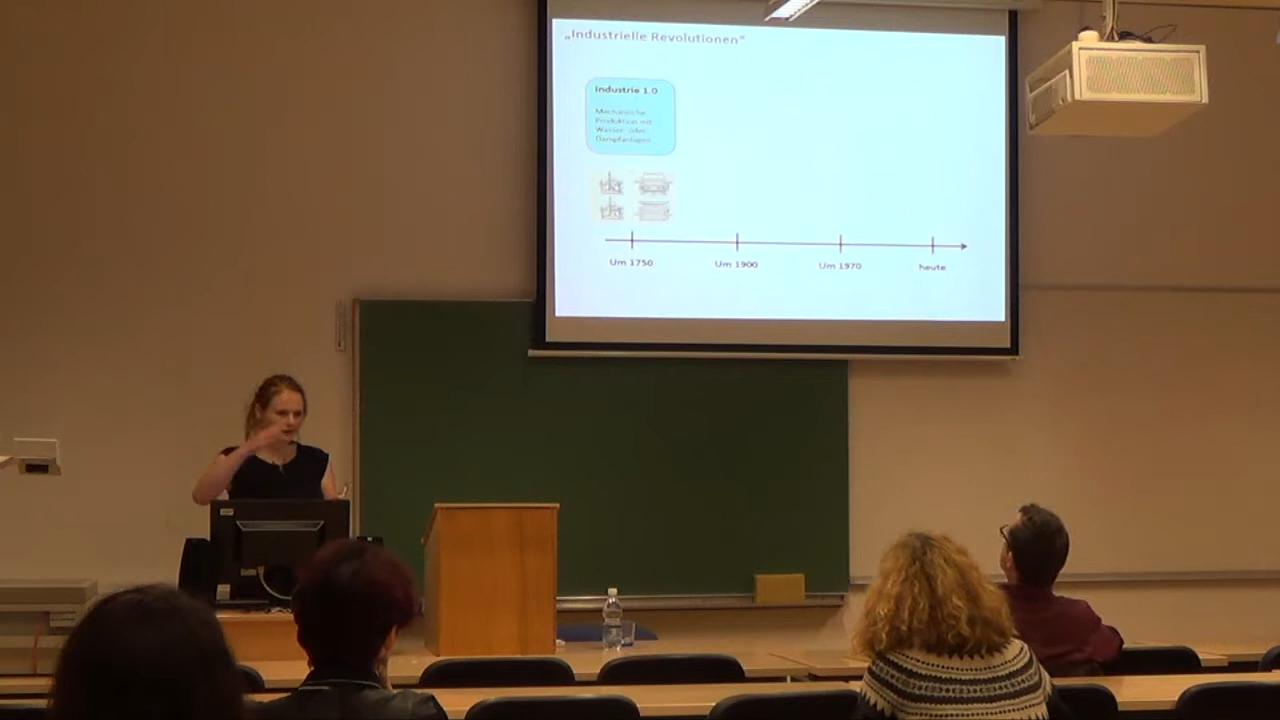 „Industrielle Revolutionen“
Industrie 1.0
Mechanische
Produktion mit
Wasser- oder
Dampfanlagen
Um 1750
Um 1900
Um 1970
heute